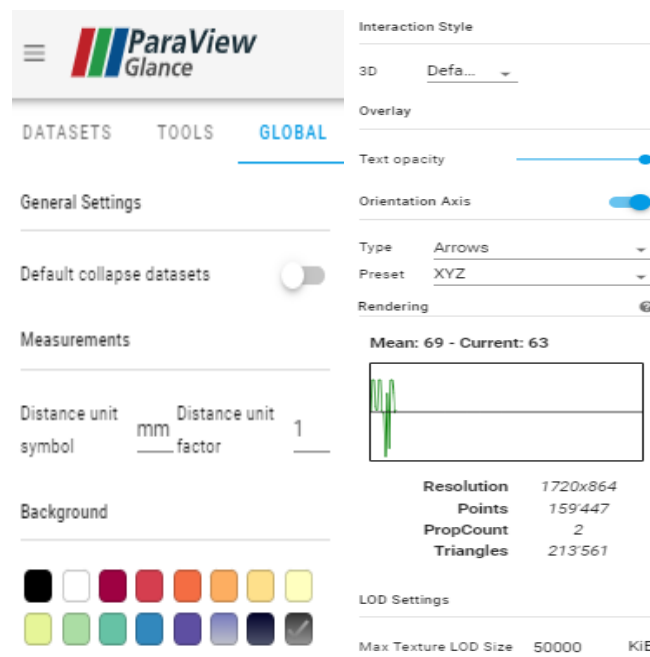 ParaView
Glance
DATASETS TOOLS GLOBAL
General Settings
Default collapse datasets
Measurements
Distance unit symbol mm Distance unit factor 1
Background
Interaction Style
3D Defa...
Overlay
Text opacity
Orientation Axis
Type Arrows
Preset XYZ
Rendering
Mean: 69 - Current: 63
Resolution 1720x864
Points 159'447
PropCount 2
Triangles 213'561
LOD Settings
Max Texture LOD Size 50000 KiB